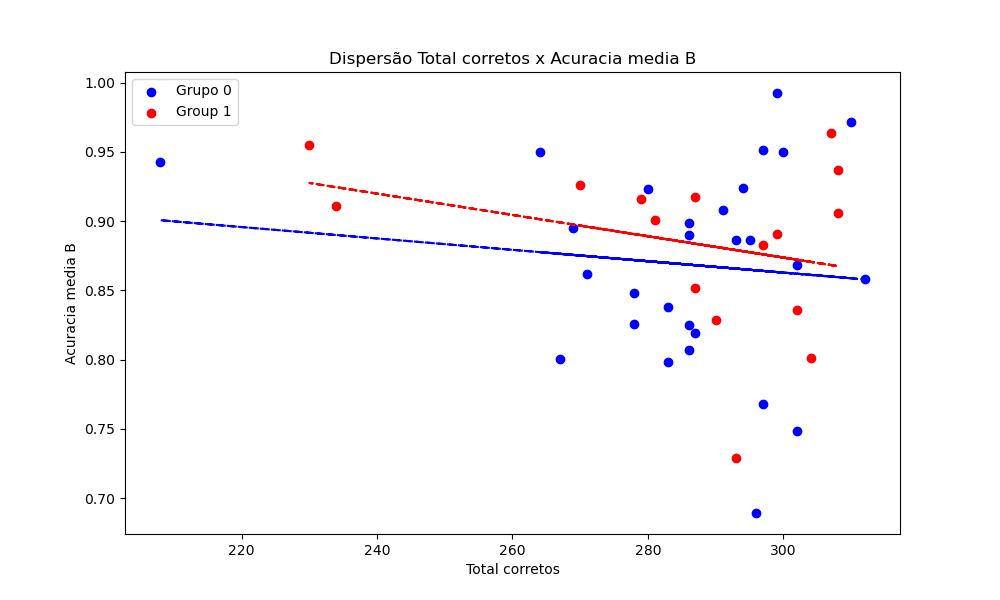 Dispersão Total corretos x Acuracia media B
Grupo 0
Group 1
Acuracia media B
1.00
0.95
0.90
0.85
0.80
0.75
0.70
220 240 260 280 300
Total corretos